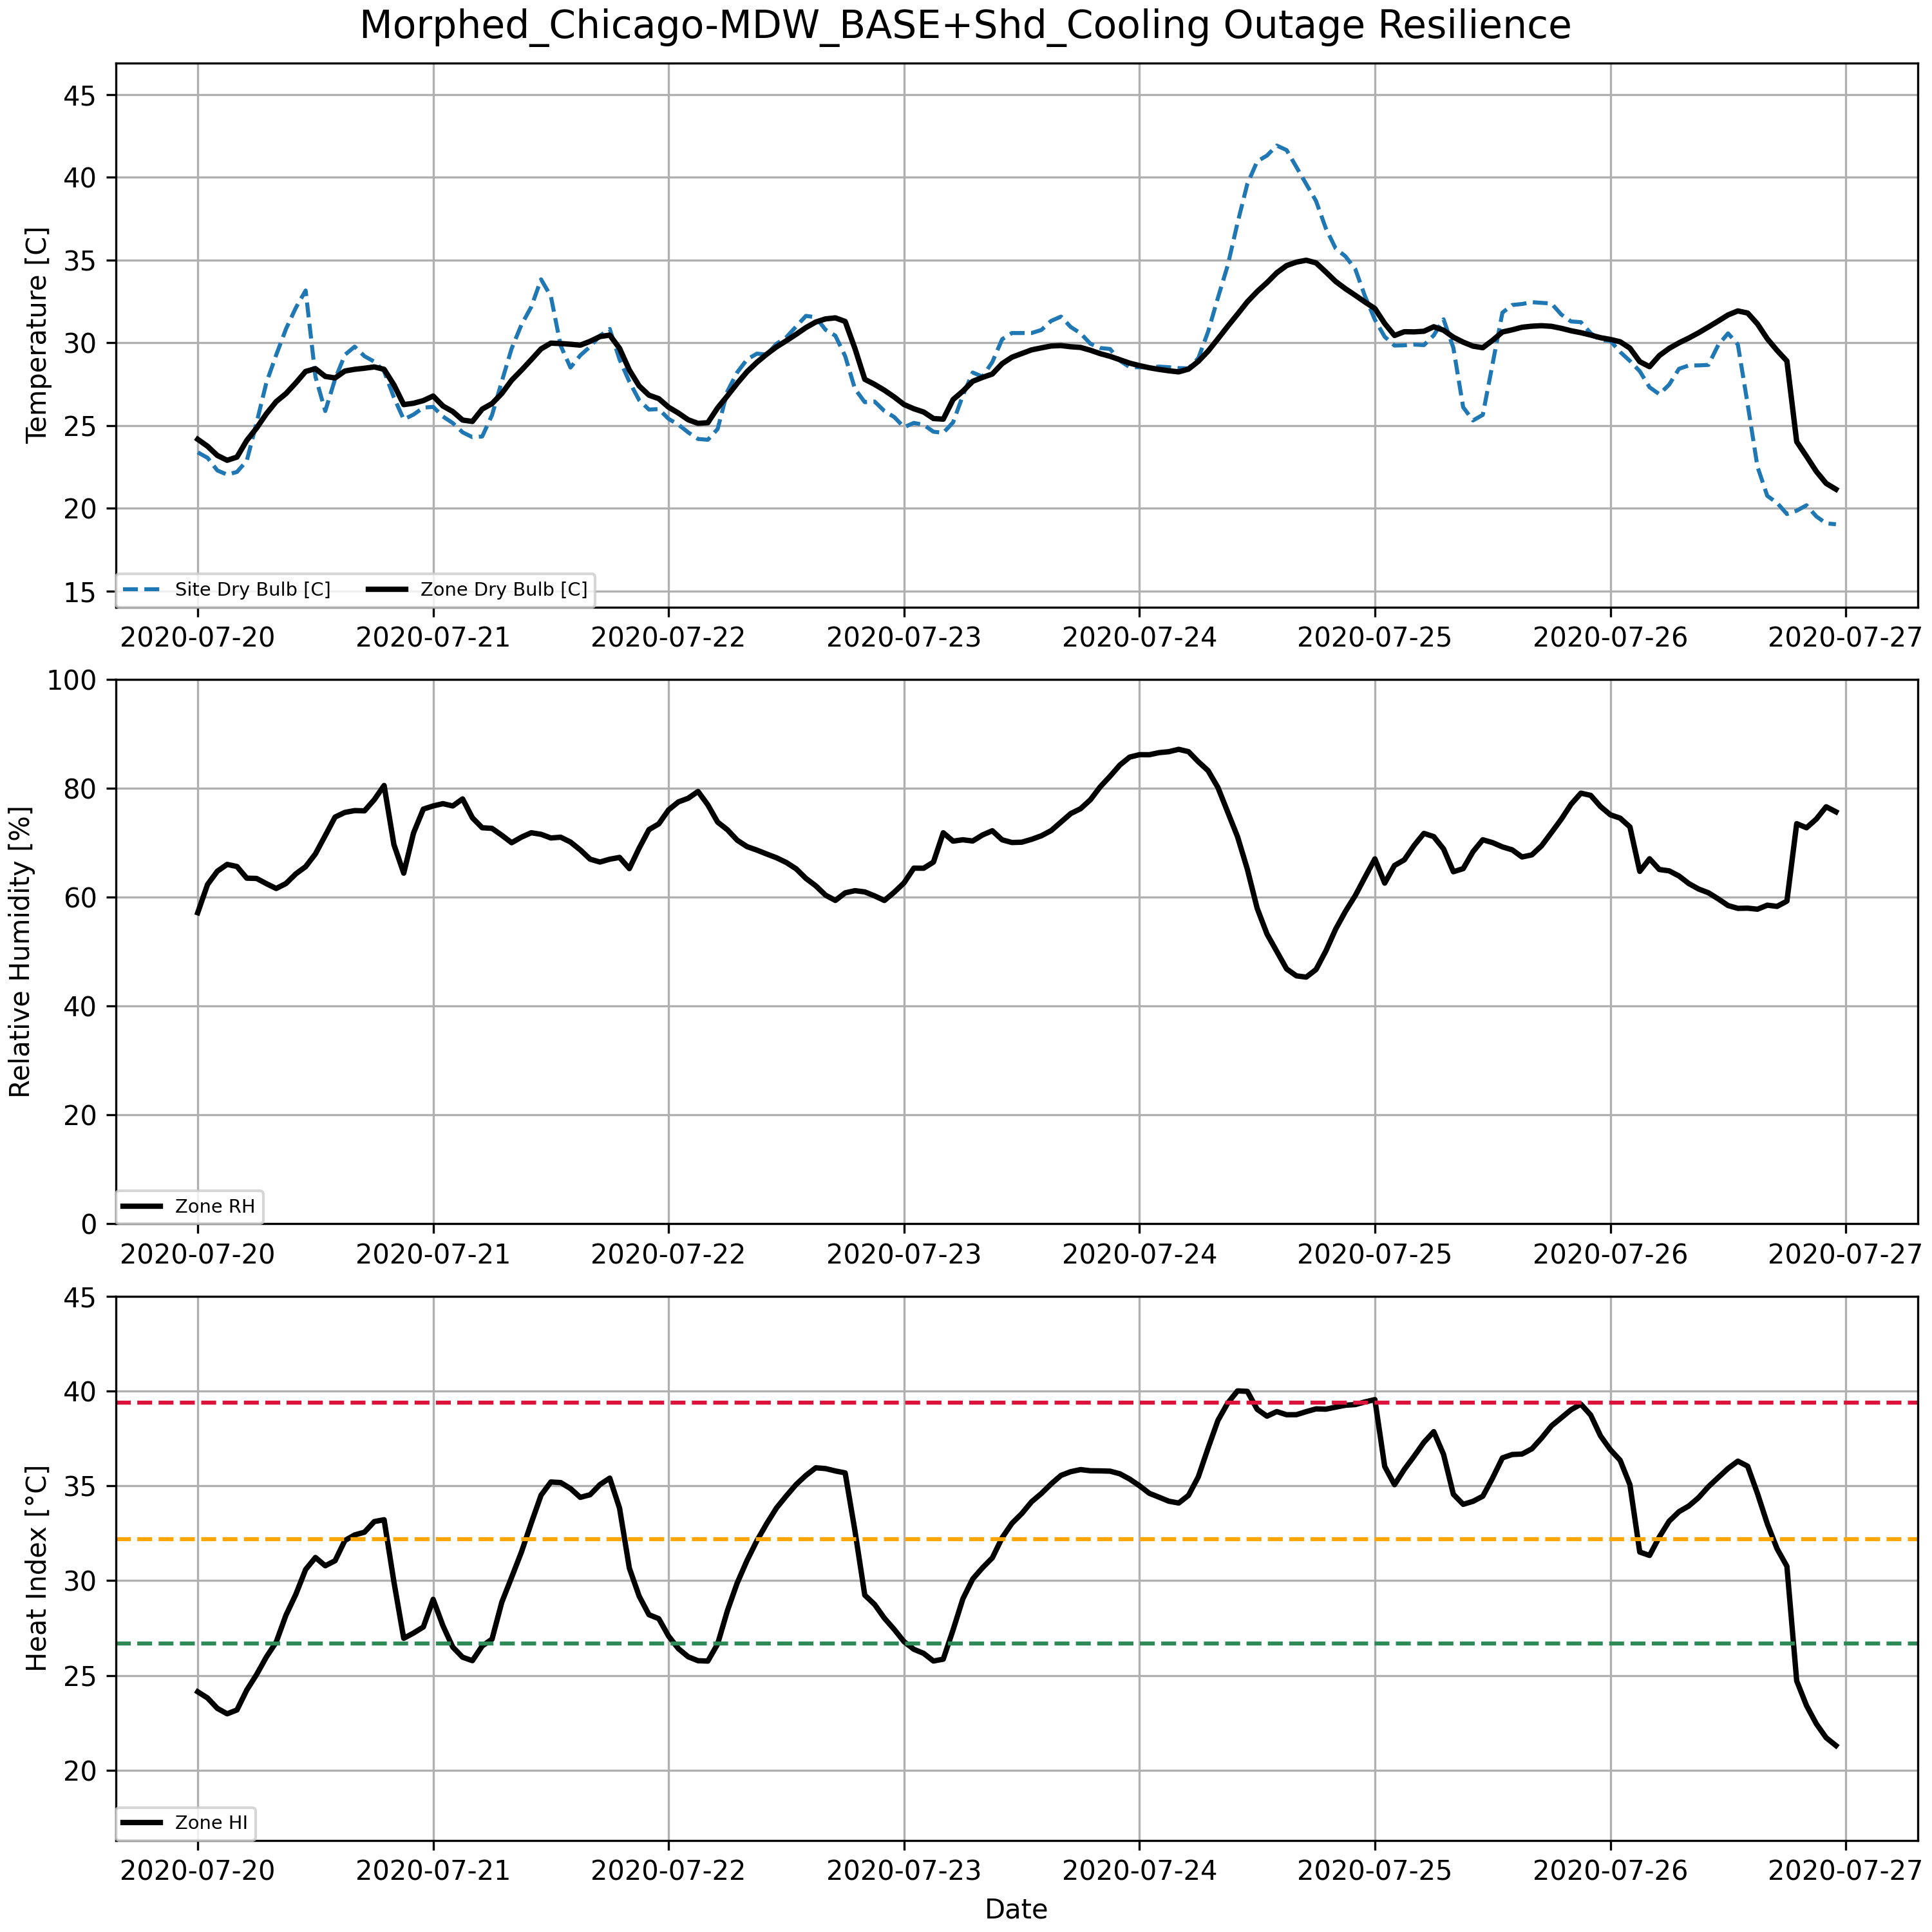 Morphed_Chicago-MDW_BASE+Shd_Cooling Outage Resilience
Temperature [C]
45
40
35
30
25
20
15
Site Dry Bulb [C] Zone Dry Bulb [C]
2020-07-20 2020-07-21 2020-07-22 2020-07-23 2020-07-24 2020-07-25 2020-07-26 2020-07-27
Relative Humidity [%]
100
80
60
40
20
0
Zone RH
2020-07-20 2020-07-21 2020-07-22 2020-07-23 2020-07-24 2020-07-25 2020-07-26 2020-07-27
Heat Index [°C]
45
40
35
30
25
20
Zone HI
2020-07-20 2020-07-21 2020-07-22 2020-07-23 2020-07-24 2020-07-25 2020-07-26 2020-07-27
Date